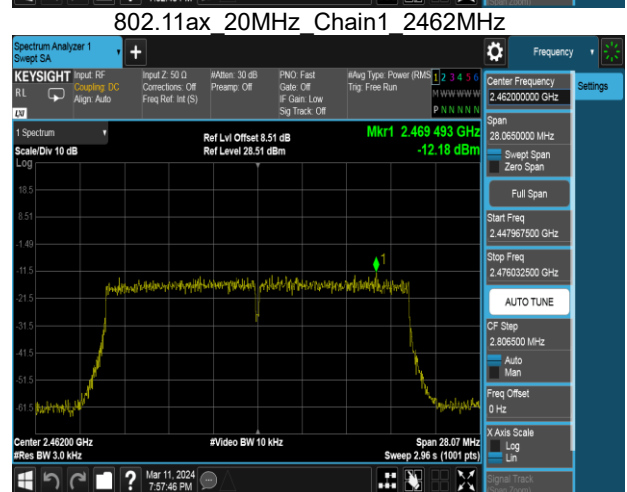 802.11ax_20MHz_Chain1_2462MHz
Spectrum Analyzer 1
Swept SA
Frequency
KEYSIGHT
RL
LXI
Input: RF
Coupling: DC
Align: Auto
Input Z: 50 Ω
Corrections: Off
Freq Ref: Int (S)
#Atten: 30 dB
Preamp: Off
PNO: Fast
Gate: Off
IF Gain: Low
Sig Track: Off
#Avg Type: Power (RMS
Trig: Free Run
1 2 3 4 5 6
M W W W W W
P N N N N N
Center Frequency
2.462000000 GHz
Settings
Span
28.0650000 MHz
Swept Span
Zero Span
Full Span
Start Freq
2.447967500 GHz
Stop Freq
2.476032500 GHz
AUTO TUNE
CF Step
2.806500 MHz
Auto
Man
Freq Offset
0 Hz
X Axis Scale
Log
Lin
Signal Track
(Span Zoom)
1 Spectrum
Scale/Div 10 dB
Log
Ref Lvl Offset 8.51 dB
Ref Level 28.51 dBm
Mkr1 2.469 493 GHz
-12.18 dBm
18.5
8.51
-1.49
-11.5
-21.5
-31.5
-41.5
-51.5
-61.5
1
Center 2.46200 GHz
#Res BW 3.0 kHz
#Video BW 10 kHz
Span 28.07 MHz
Sweep 2.96 s (1001 pts)
?
Mar 11, 2024
7:57:46 PM